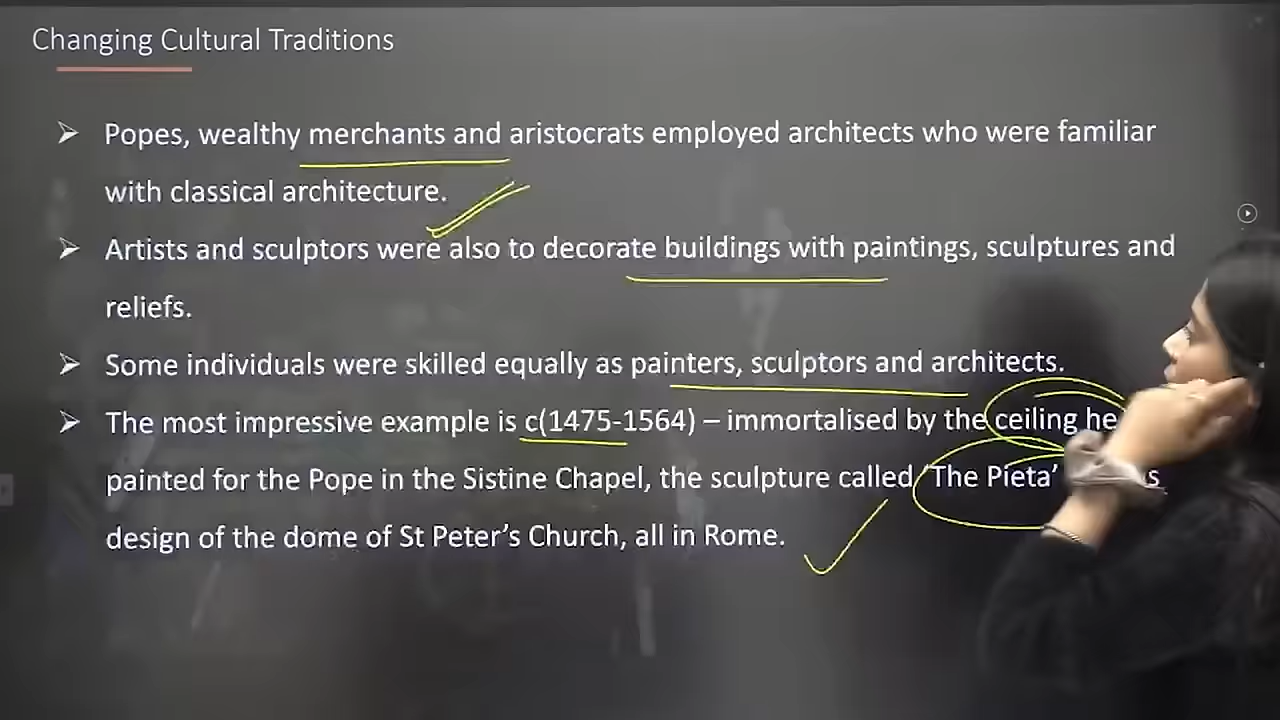 Changing Cultural Traditions
Popes, wealthy merchants and aristocrats employed architects who were familiar
with classical architecture.
Artists and sculptors were also to decorate buildings with paintings, sculptures and
reliefs.
Some individuals were skilled equally as painters, sculptors and architects.
The most impressive example is c(1475-1564) – immortalised by the ceiling he
painted for the Pope in the Sistine Chapel, the sculpture called ‘The Pieta’
design of the dome of St Peter’s Church, all in Rome.